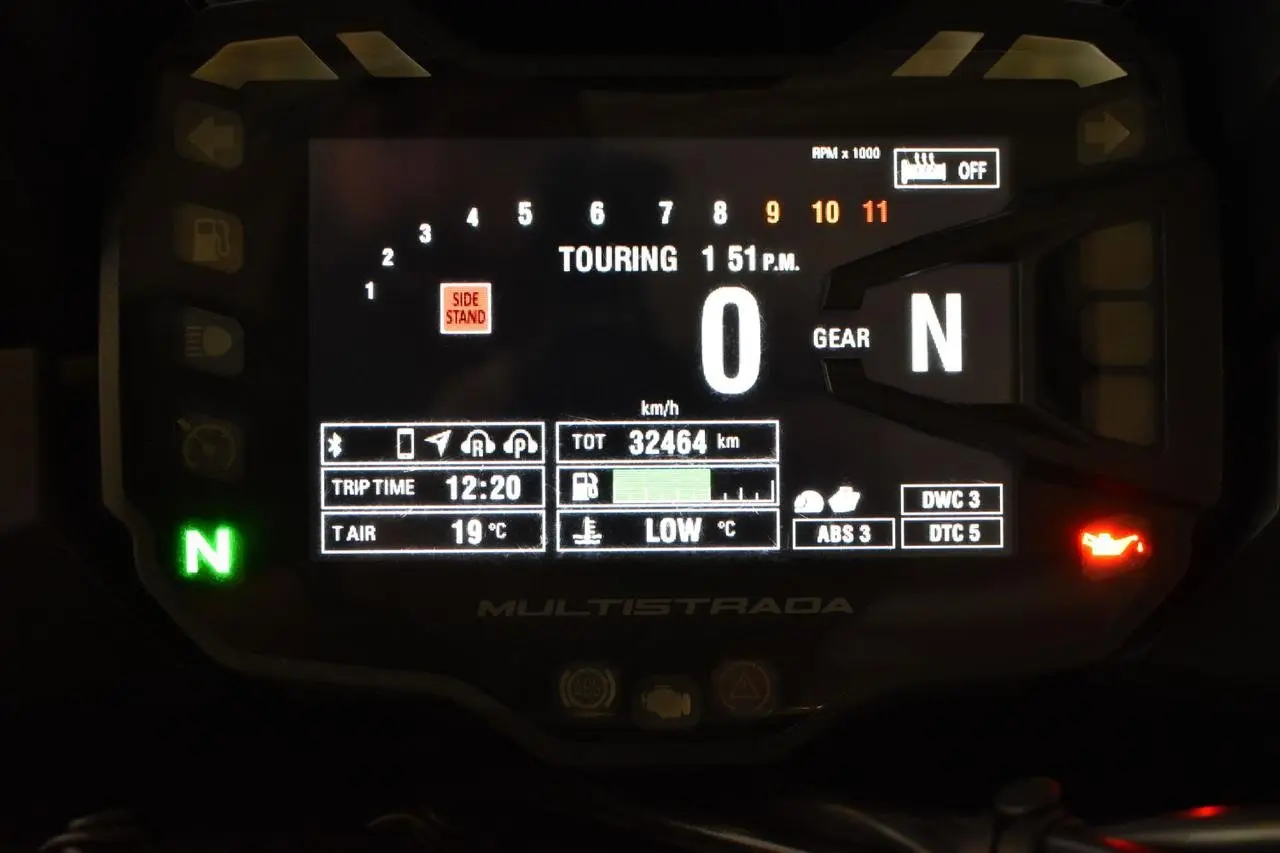 RPM x 1000
OFF
1 2 3 4 5 6 7 8 9 10 11
TOURING 1 51 P.M.
SIDE
STAND
0
GEAR N
km/h
R P
TOT 32464 km
TRIP TIME 12:20
T AIR 19 °C
LOW °C
DWC 3
ABS 3
DTC 5
N
MULTISTRADA
ABS